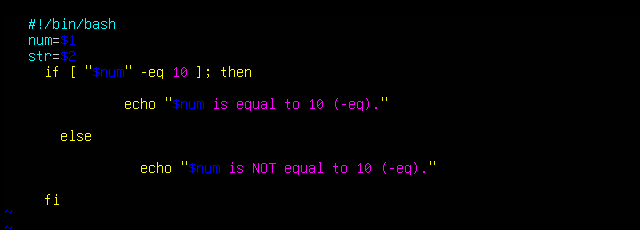 #!/bin/bash
num=$1
str=$2
if [ "$num" -eq 10 ]; then
echo "$num is equal to 10 (-eq)."
else
echo "$num is NOT equal to 10 (-eq)."
fi
~
~